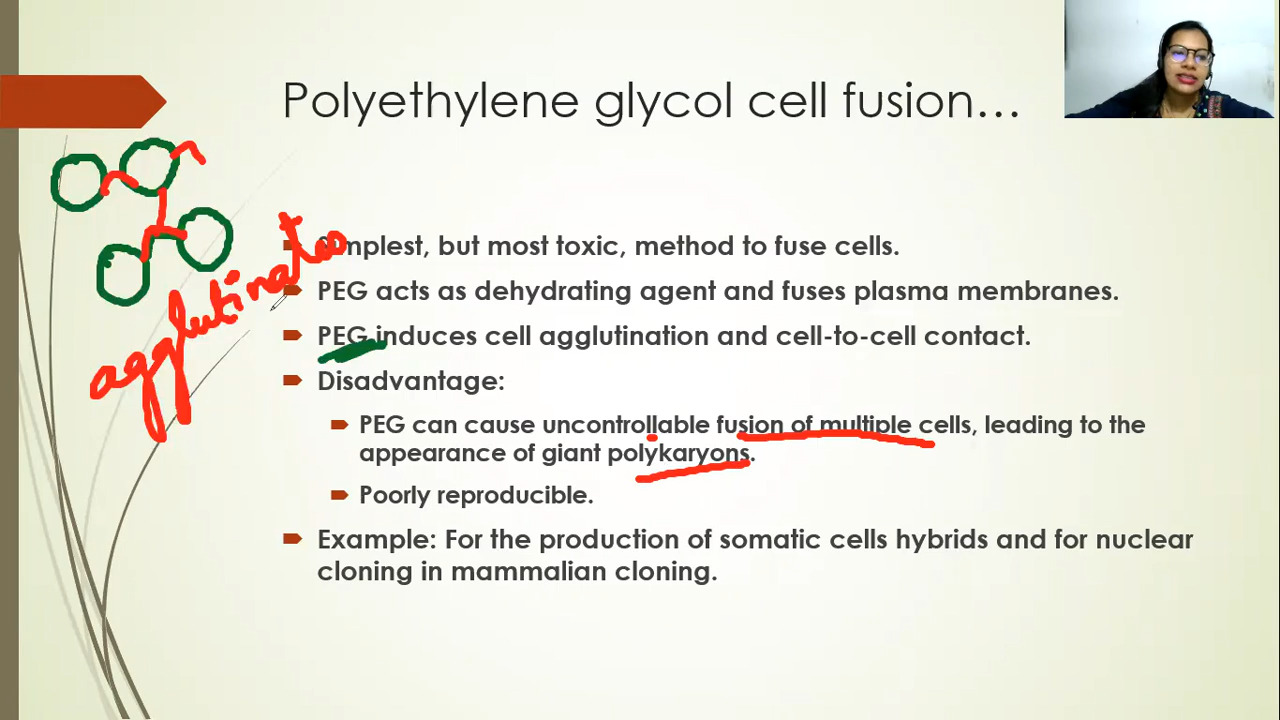 Polyethylene glycol cell fusion…
Simplest, but most toxic, method to fuse cells.
PEG acts as dehydrating agent and fuses plasma membranes.
PEG induces cell agglutination and cell-to-cell contact.
Disadvantage:
PEG can cause uncontrollable fusion of multiple cells, leading to the
appearance of giant polykaryons.
Poorly reproducible.
Example: For the production of somatic cells hybrids and for nuclear
cloning in mammalian cloning.
agglutinates